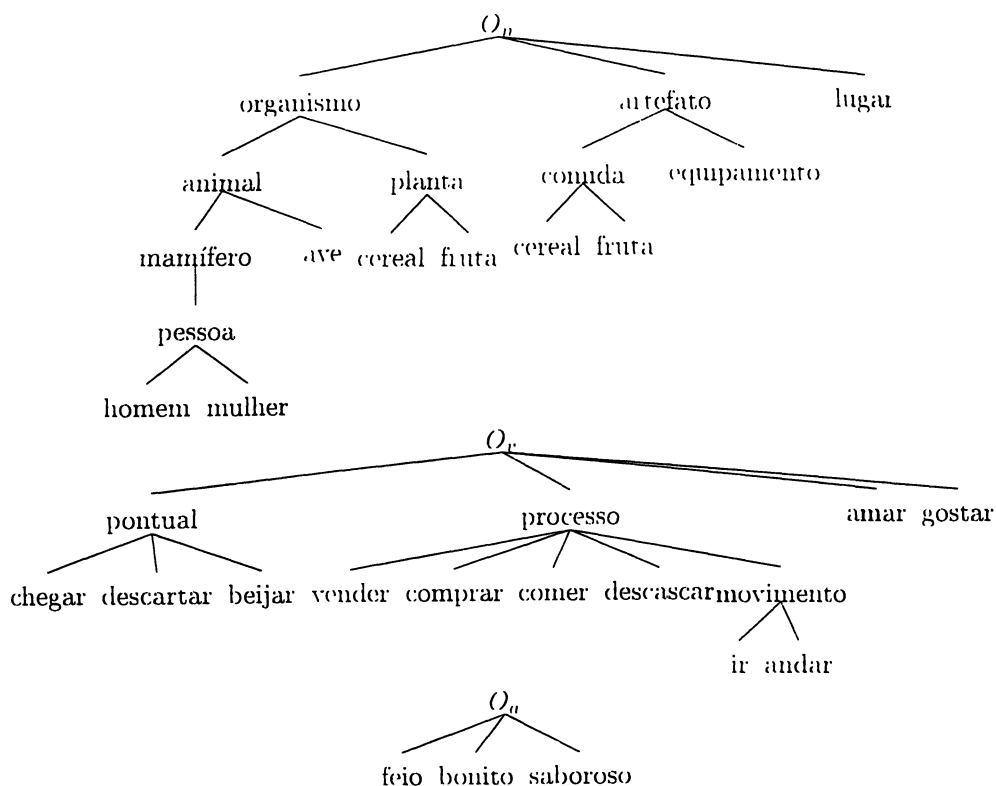 O_n
organismo artefato lugar
animal planta comida equipamento
mamífero ave cereal fruta cereal fruta
pessoa
homem mulher
O_v
pontual processo amar gostar
chegar descartar beijar vender comprar comer descascar movimento
ir andar
O_a
feio bonito saboroso